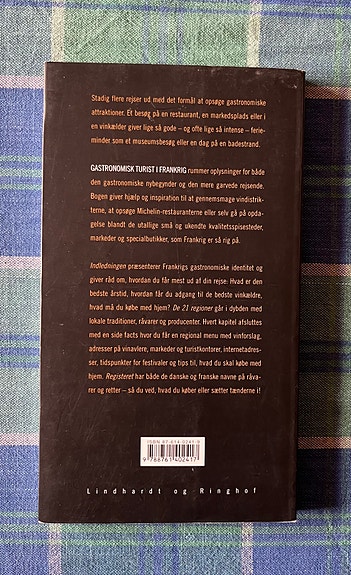 Stadig flere rejser ud med det formål at opsøge gastronomiske
attraktioner. Et besøg på en restaurant, en markedsplads eller i
en vinkælder giver lige så gode – og ofte lige så intense – ferie-
minder som et museumsbesøg eller en dag på en badestrand.
GASTRONOMISK TURIST I FRANKRIG rummer oplysninger for både
den gastronomiske nybegynder og den mere garvede rejsende.
Bogen giver hjælp og inspiration til at gennemsmage vindistrik-
terne, at opsøge Michelin-restauranterne eller selv gå på opda-
gelse blandt de utallige små og ukendte kvalitetsspisesteder,
markeder og specialbutikker, som Frankrig er så rig på.
Indledningen præsenterer Frankrigs gastronomiske identitet og
giver råd om, hvordan du får mest ud af din rejse: Hvad er den
bedste årstid, hvordan får du adgang til de bedste vinkældre,
hvad må du købe med hjem? De 21 regioner går i dybden med
lokale traditioner, råvarer og producenter. Hvert kapitel afsluttes
med en side facts hvor du får en regional menu med vinforslag,
adresser på vinavlere, markeder og turistkontorer, internetadres-
ser, tidspunkter for festivaler og tips til, hvad du skal købe med
hjem. Registeret har både de danske og franske navne på råva-
rer og retter – så du ved, hvad du køber eller sætter tænderne i!
ISBN 87-614-0241-9
9 788761 402417
Lindhardt og Ringhof